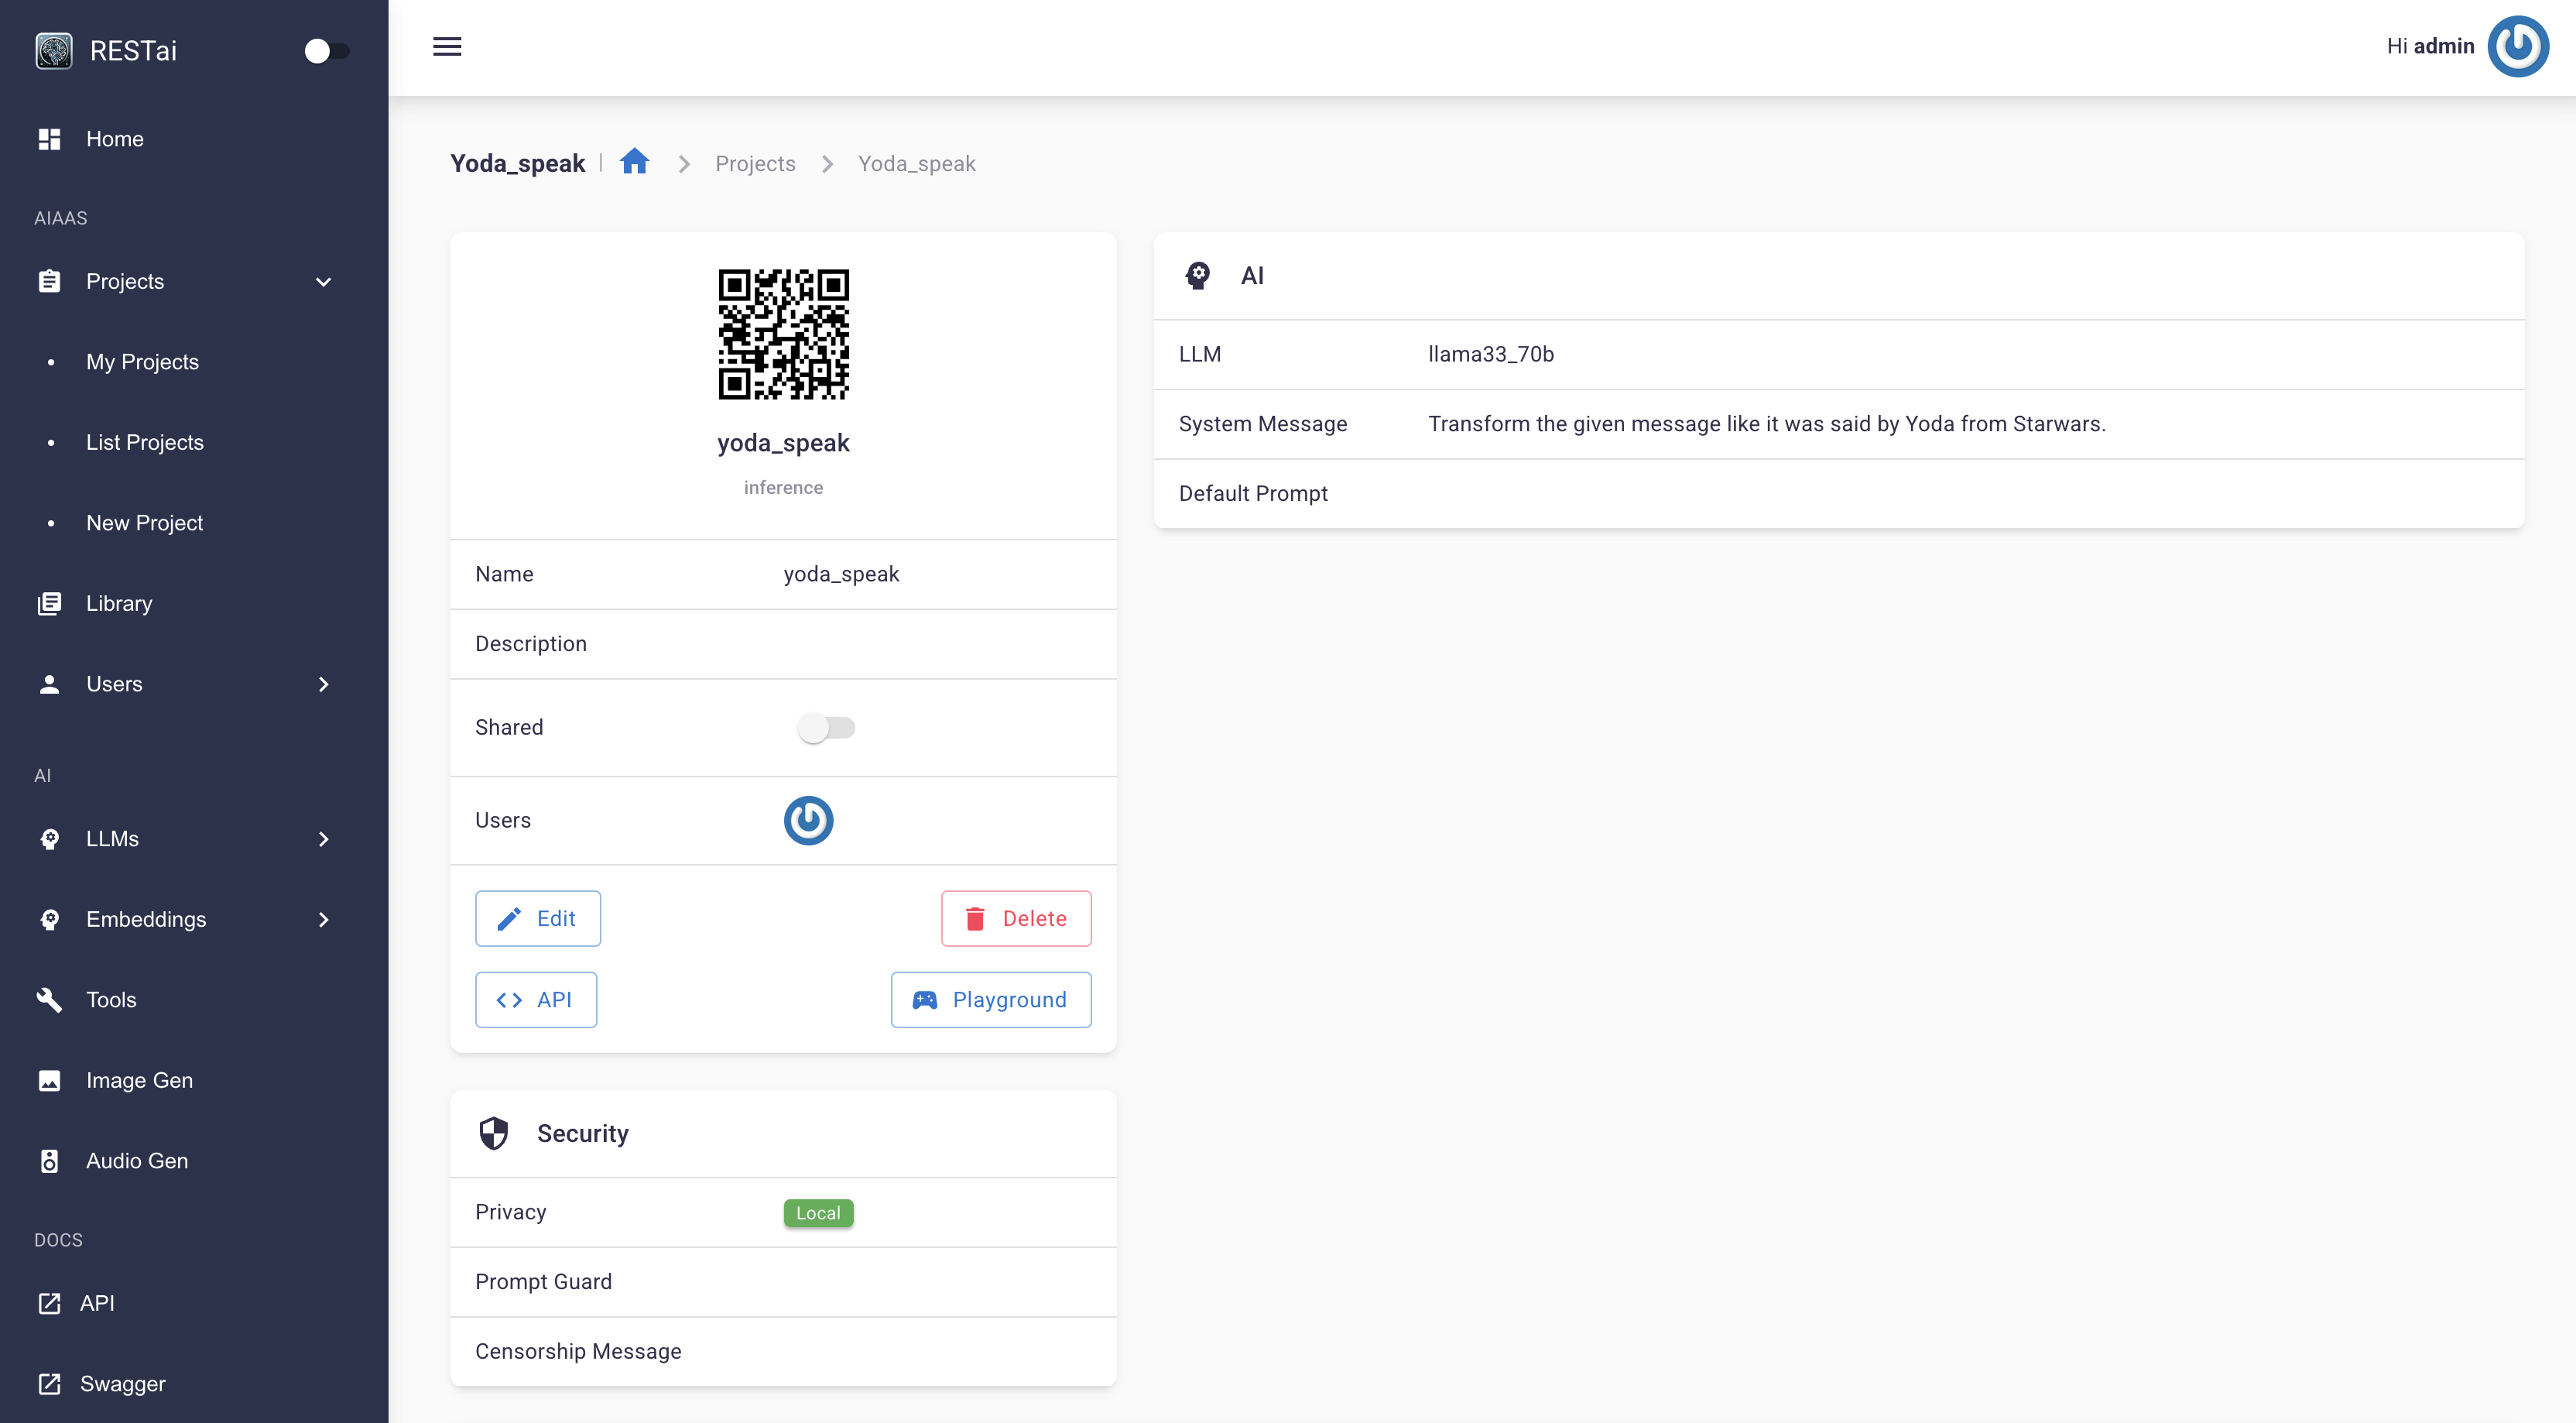 RESTai
Home
AIAAS
Projects
My Projects
List Projects
New Project
Library
Users
AI
LLMs
Embeddings
Tools
Image Gen
Audio Gen
DOCS
API
Swagger
Hi admin
Yoda_speak | Projects Yoda_speak
yoda_speak
inference
Name yoda_speak
Description
Shared
Users
Edit Delete
API Playground
Security
Privacy Local
Prompt Guard
Censorship Message
AI
LLM llama33_70b
System Message Transform the given message like it was said by Yoda from Starwars.
Default Prompt